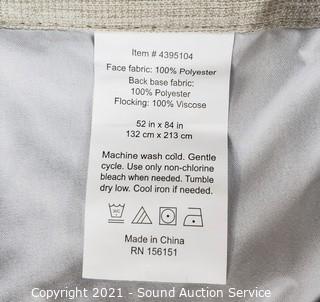 Item # 4395104
Face fabric: 100% Polyester
Back base fabric:
100% Polyester
Flocking: 100% Viscose
52 in x 84 in
132 cm x 213 cm
Machine wash cold. Gentle
cycle. Use only non-chlorine
bleach when needed. Tumble
dry low. Cool iron if needed.
Made in China
RN 156151
Copyright 2021 - Sound Auction Service